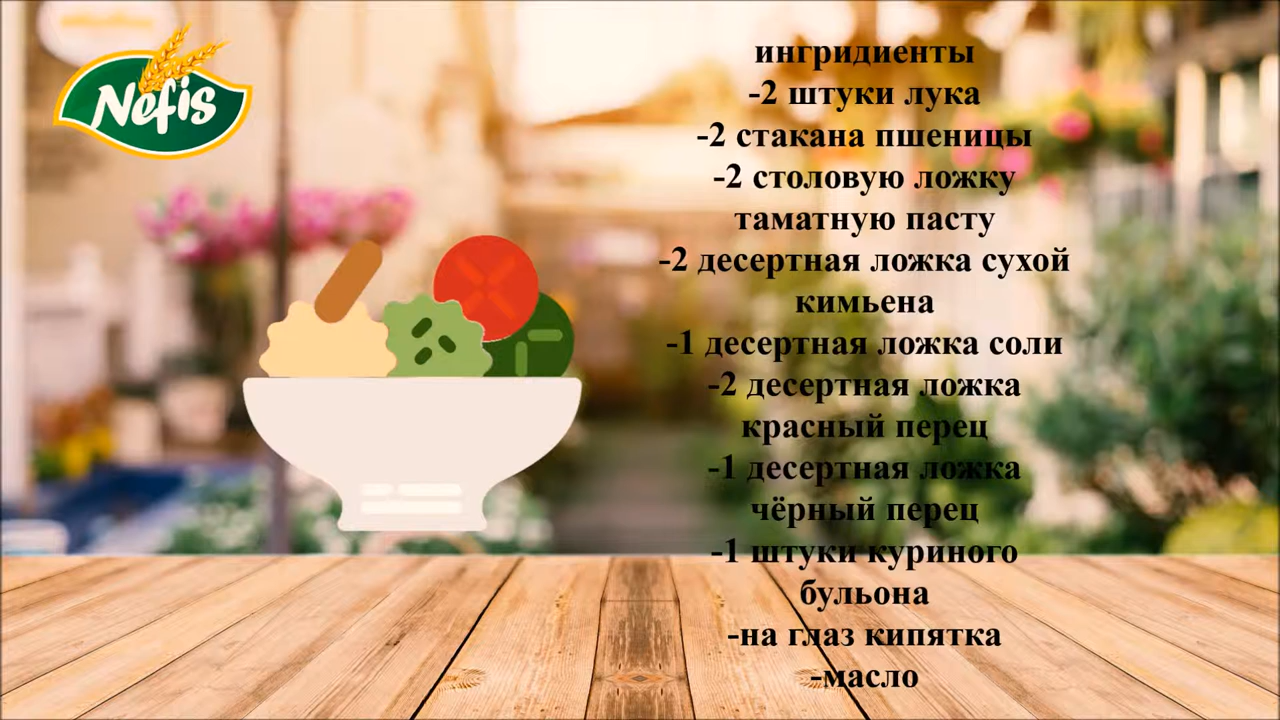 Nefis
ингридиенты
-2 штуки лука
-2 стакана пшеницы
-2 столовую ложку
таматную пасту
-2 десертная ложка сухой
кимьена
-1 десертная ложка соли
-2 десертная ложка
красный перец
-1 десертная ложка
чёрный перец
-1 штуки куриного
бульона
-на глаз кипятка
-масло